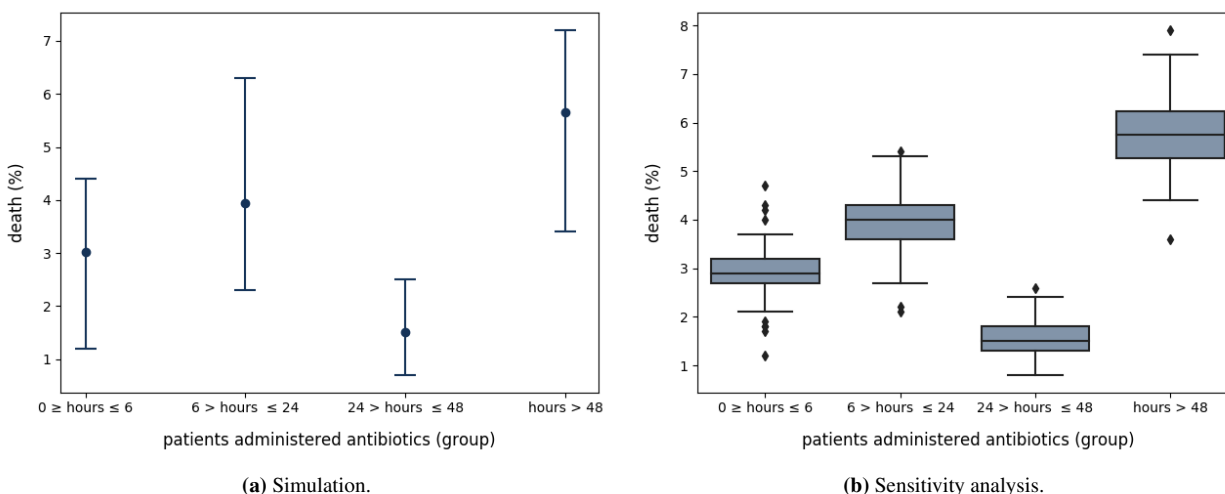 7
6
5
4
3
2
1
death (%)
0 ≥ hours ≤ 6
6 > hours ≤ 24
24 > hours ≤ 48
hours > 48
patients administered antibiotics (group)
(a) Simulation.
8
7
6
5
4
3
2
1
death (%)
0 ≥ hours ≤ 6
6 > hours ≤ 24
24 > hours ≤ 48
hours > 48
patients administered antibiotics (group)
(b) Sensitivity analysis.